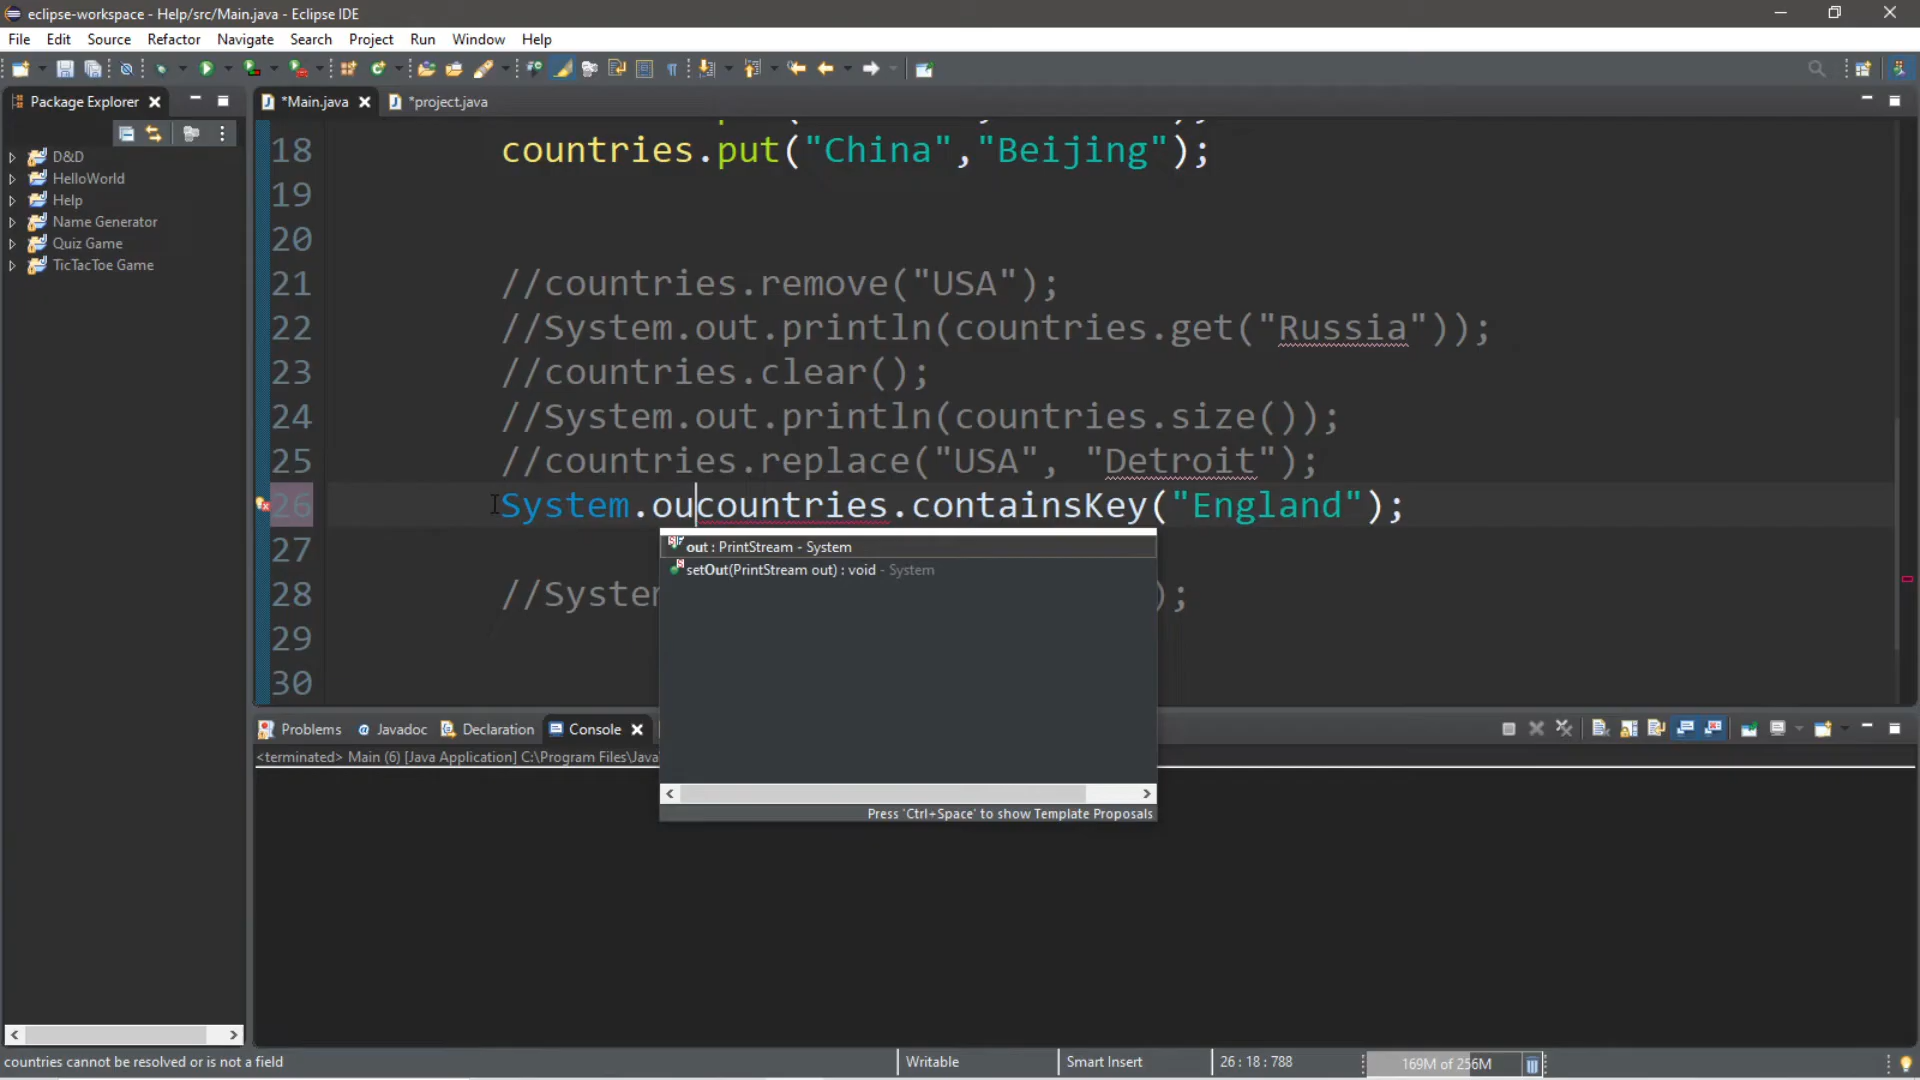 eclipse-workspace - Help/src/Main.java - Eclipse IDE
File Edit Source Refactor Navigate Search Project Run Window Help
Package Explorer
*Main.java
*project.java
D&D
HelloWorld
Help
Name Generator
Quiz Game
TicTacToe Game
18 countries.put("China","Beijing");
19
20
21 //countries.remove("USA");
22 //System.out.println(countries.get("Russia"));
23 //countries.clear();
24 //System.out.println(countries.size());
25 //countries.replace("USA", "Detroit");
26 System.oucountries.containsKey("England");
27
28 //System );
29
30
out : PrintStream - System
setOut(PrintStream out) : void - System
Press 'Ctrl+Space' to show Template Proposals
Problems Javadoc Declaration Console
<terminated> Main (6) [Java Application] C:\Program Files\Java
countries cannot be resolved or is not a field
Writable
Smart Insert
26 : 18 : 788
169M of 256M